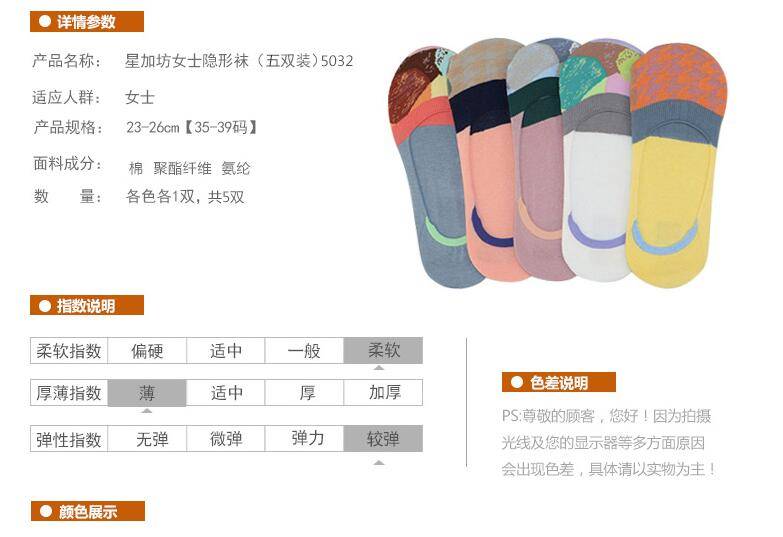 详情参数
产品名称： 星加坊女士隐形袜（五双装）5032
适应人群： 女士
产品规格： 23-26cm【35-39码】
面料成分： 棉 聚酯纤维 氨纶
数 量： 各色各1双，共5双
指数说明
柔软指数 偏硬 适中 一般 柔软
厚薄指数 薄 适中 厚 加厚
弹性指数 无弹 微弹 弹力 较弹
色差说明
PS:尊敬的顾客，您好！因为拍摄
光线及您的显示器等多方面原因
会出现色差，具体请以实物为主！
颜色展示